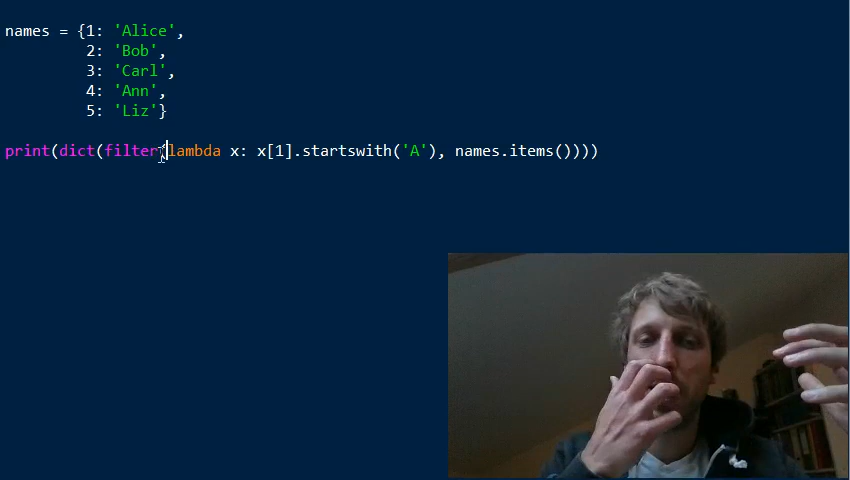 names = {1: 'Alice',
2: 'Bob',
3: 'Carl',
4: 'Ann',
5: 'Liz'}
print(dict(filter(lambda x: x[1].startswith('A'), names.items())))